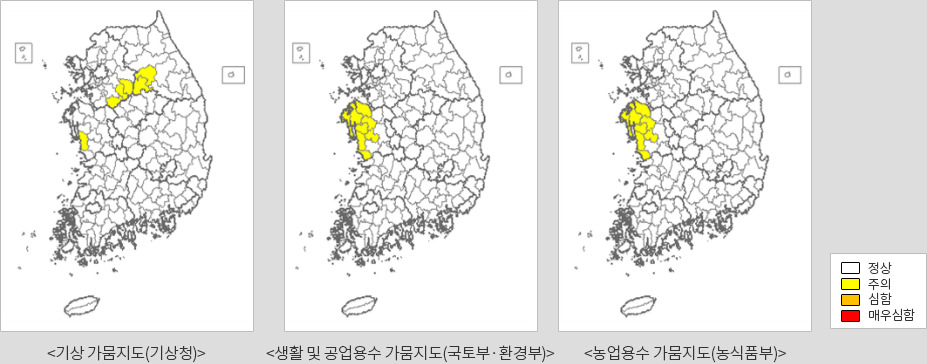 정상
주의
심함
매우심함
<기상 가뭄지도(기상청)>
<생활 및 공업용수 가뭄지도(국토부·환경부)>
<농업용수 가뭄지도(농식품부)>